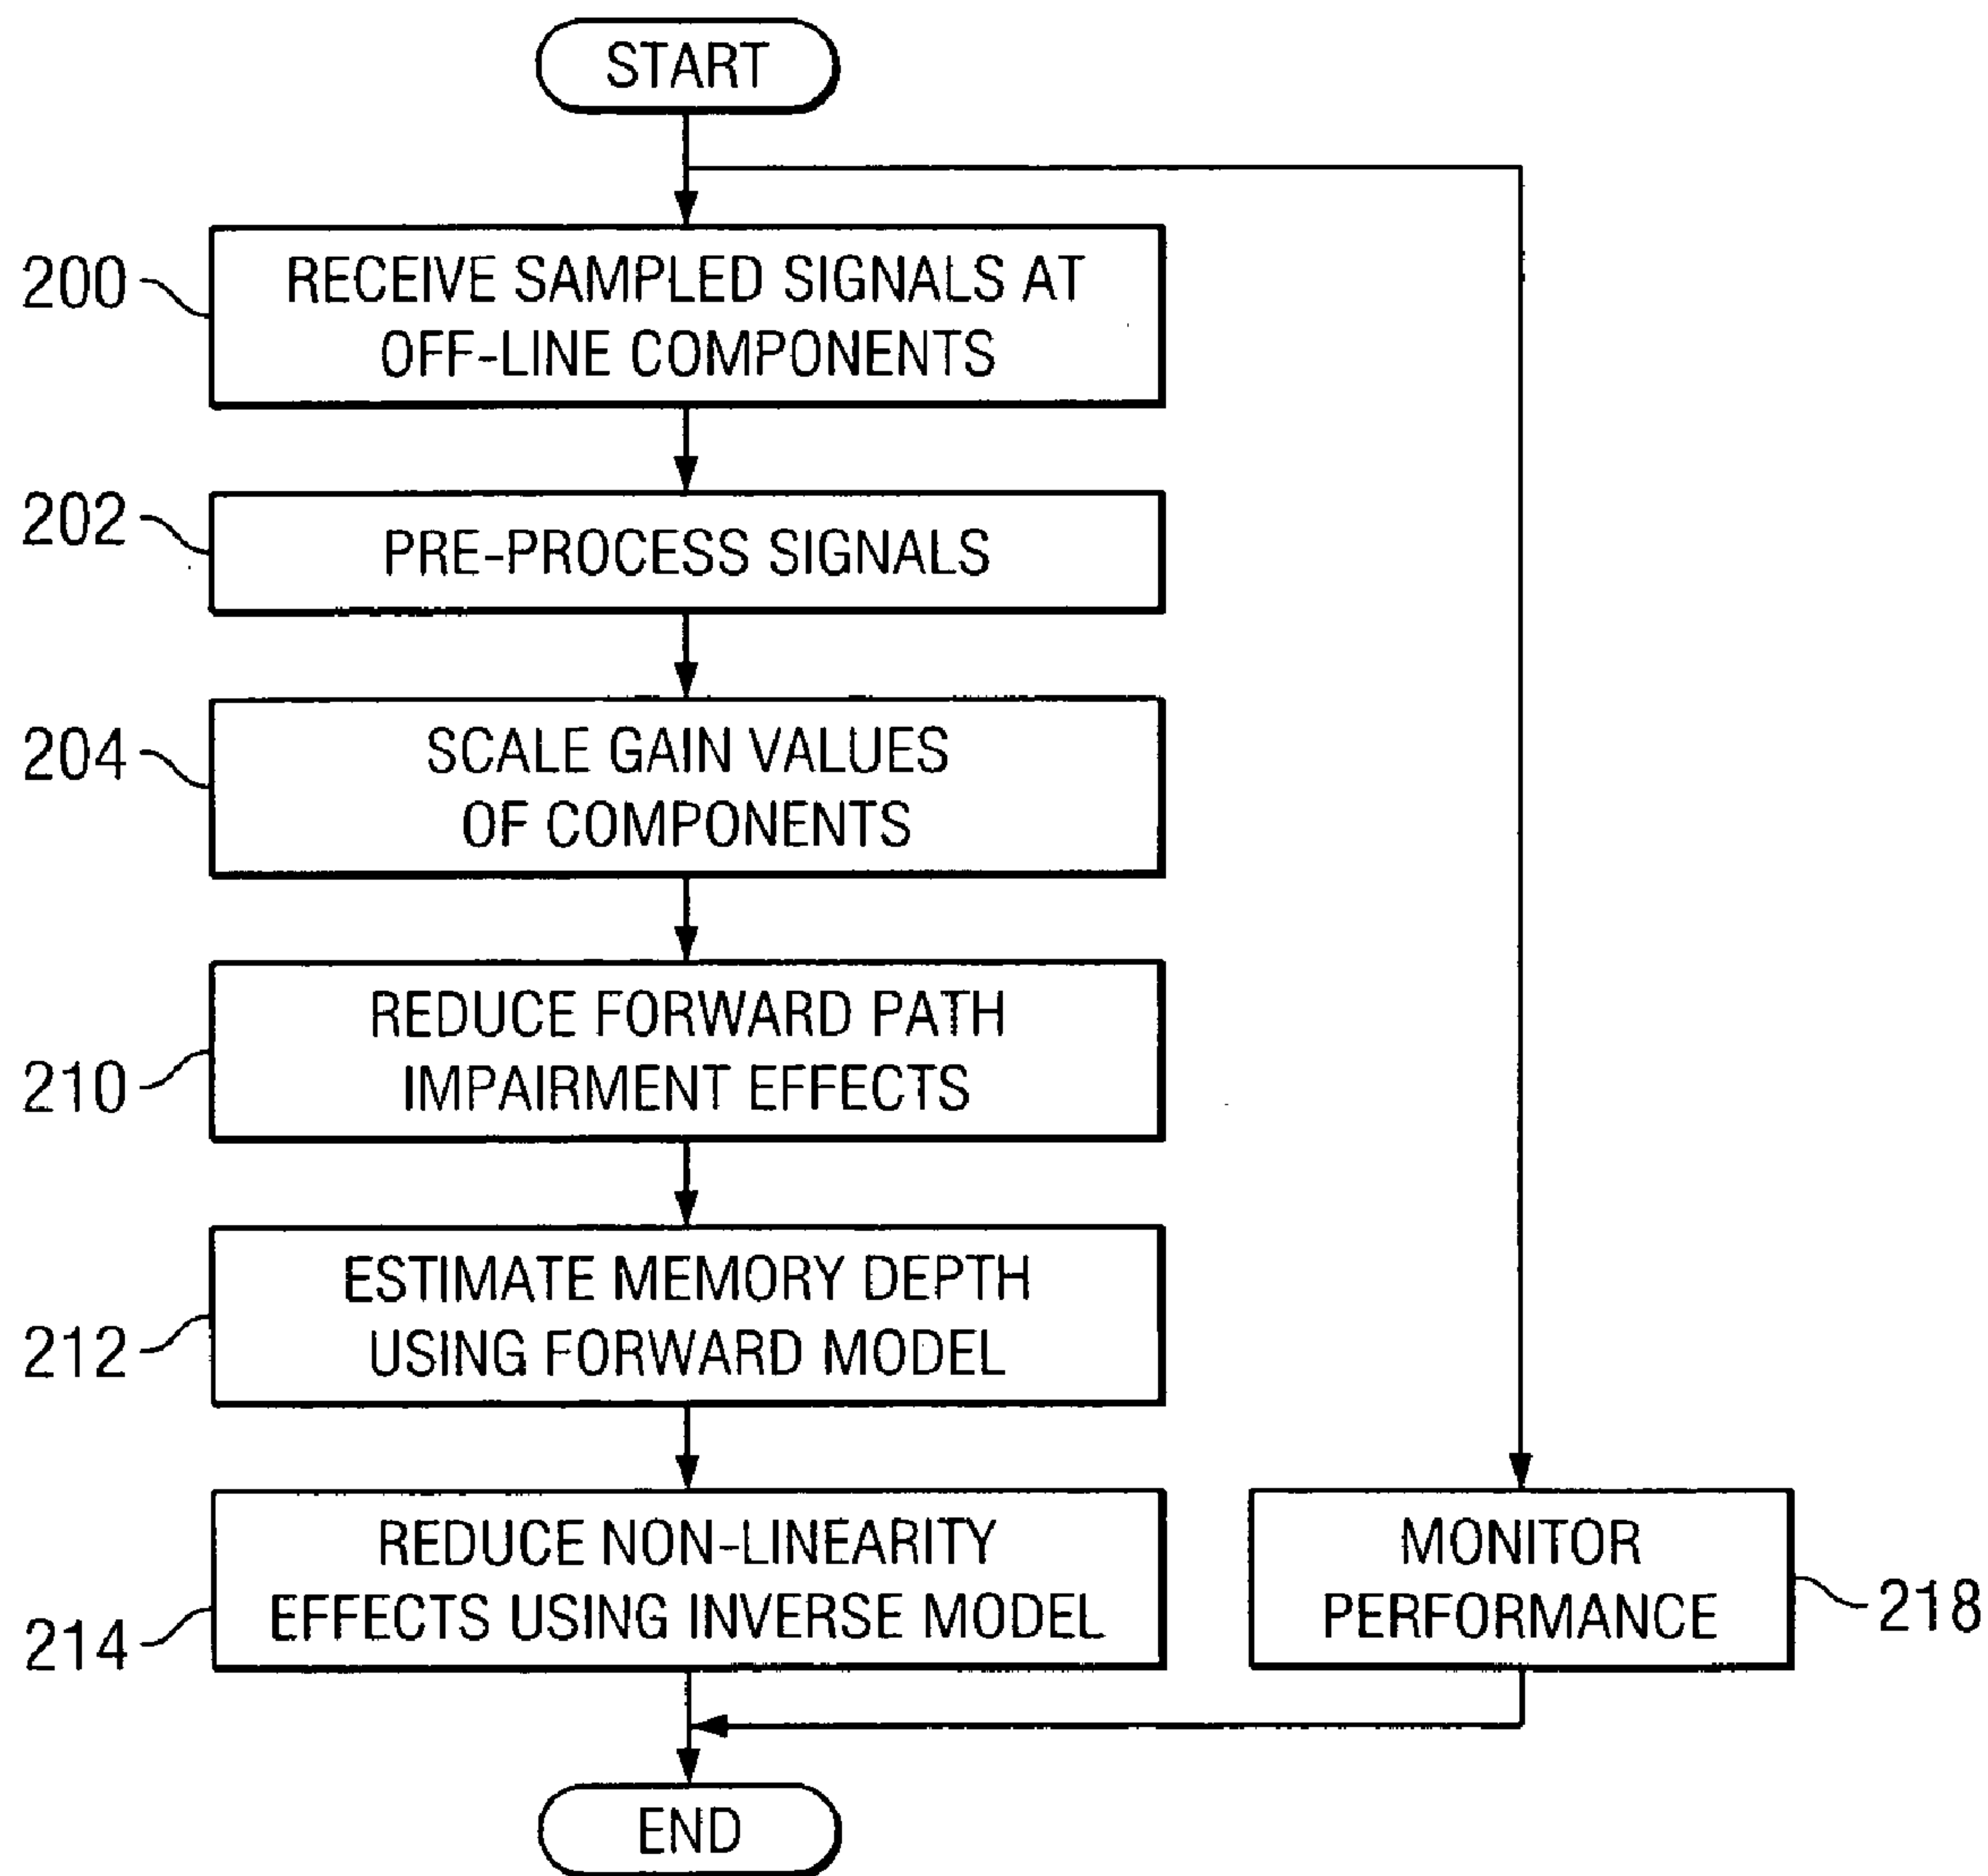 START
200
RECEIVE SAMPLED SIGNALS AT
OFF-LINE COMPONENTS
202
PRE-PROCESS SIGNALS
204
SCALE GAIN VALUES
OF COMPONENTS
210
REDUCE FORWARD PATH
IMPAIRMENT EFFECTS
212
ESTIMATE MEMORY DEPTH
USING FORWARD MODEL
214
REDUCE NON-LINEARITY
EFFECTS USING INVERSE MODEL
MONITOR
PERFORMANCE
218
END